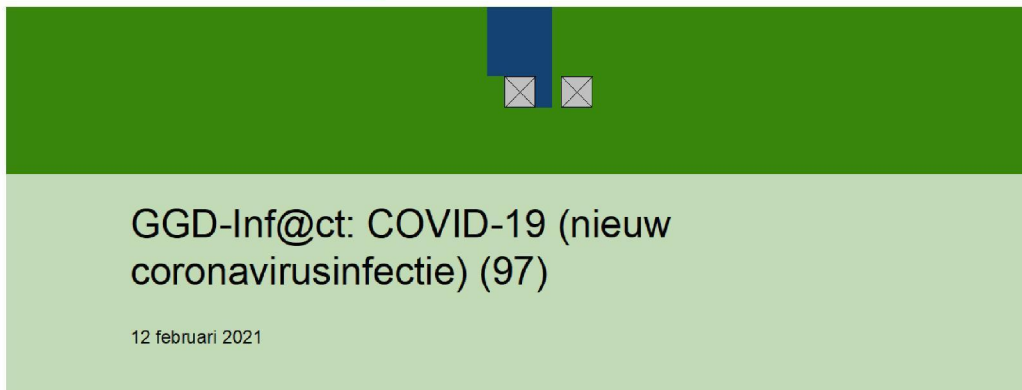 GGD-Inf@ct: COVID-19 (nieuw
coronavirusinfectie) (97)
12 februari 2021